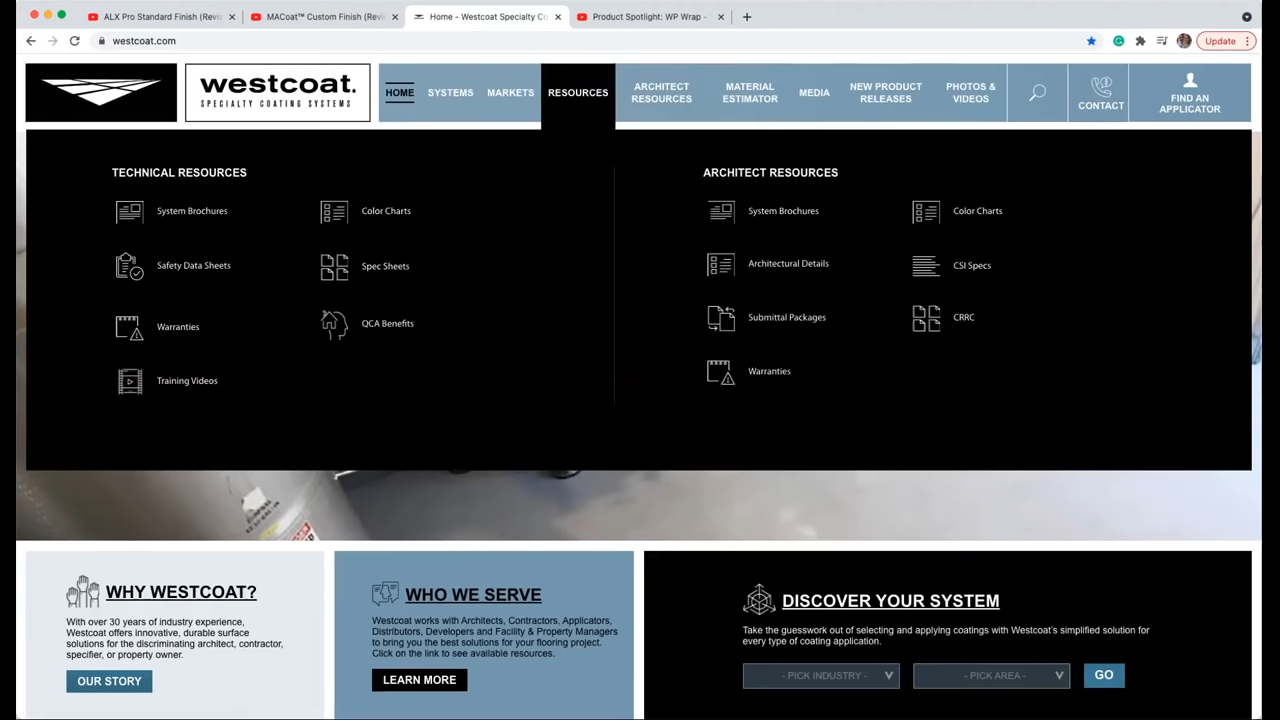 ALX Pro Standard Finish (Revi
MACoat™ Custom Finish (Revi
Home - Westcoat Specialty Co
Product Spotlight: WP Wrap -
westcoat.com
Update
westcoat.
SPECIALTY COATING SYSTEMS
HOME
SYSTEMS
MARKETS
RESOURCES
ARCHITECT
RESOURCES
MATERIAL
ESTIMATOR
MEDIA
NEW PRODUCT
RELEASES
PHOTOS &
VIDEOS
CONTACT
FIND AN
APPLICATOR
TECHNICAL RESOURCES
System Brochures
Color Charts
Safety Data Sheets
Spec Sheets
Warranties
QCA Benefits
Training Videos
ARCHITECT RESOURCES
System Brochures
Color Charts
Architectural Details
CSI Specs
Submittal Packages
CRRC
Warranties
WHY WESTCOAT?
With over 30 years of industry experience,
Westcoat offers innovative, durable surface
solutions for the discriminating architect, contractor,
specifier, or property owner.
OUR STORY
WHO WE SERVE
Westcoat works with Architects, Contractors, Applicators,
Distributors, Developers and Facility & Property Managers
to bring you the best solutions for your flooring project.
Click on the link to see available resources.
LEARN MORE
DISCOVER YOUR SYSTEM
Take the guesswork out of selecting and applying coatings with Westcoat's simplified solution for
every type of coating application.
- PICK INDUSTRY -
- PICK AREA -
GO